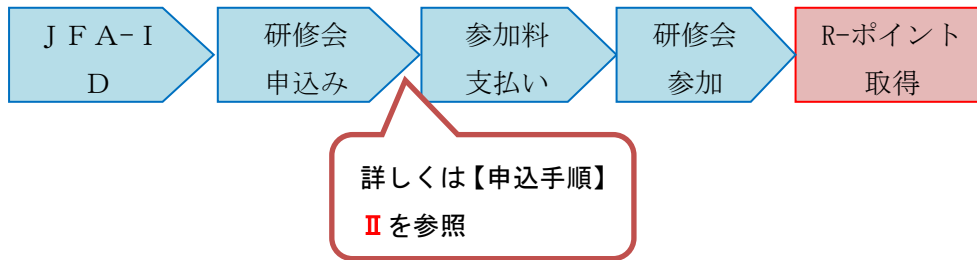 ＪＦＡ-Ｉ
Ｄ
研修会
申込み
参加料
支払い
研修会
参加
R-ポイント
取得
詳しくは【申込手順】
Ⅱを参照